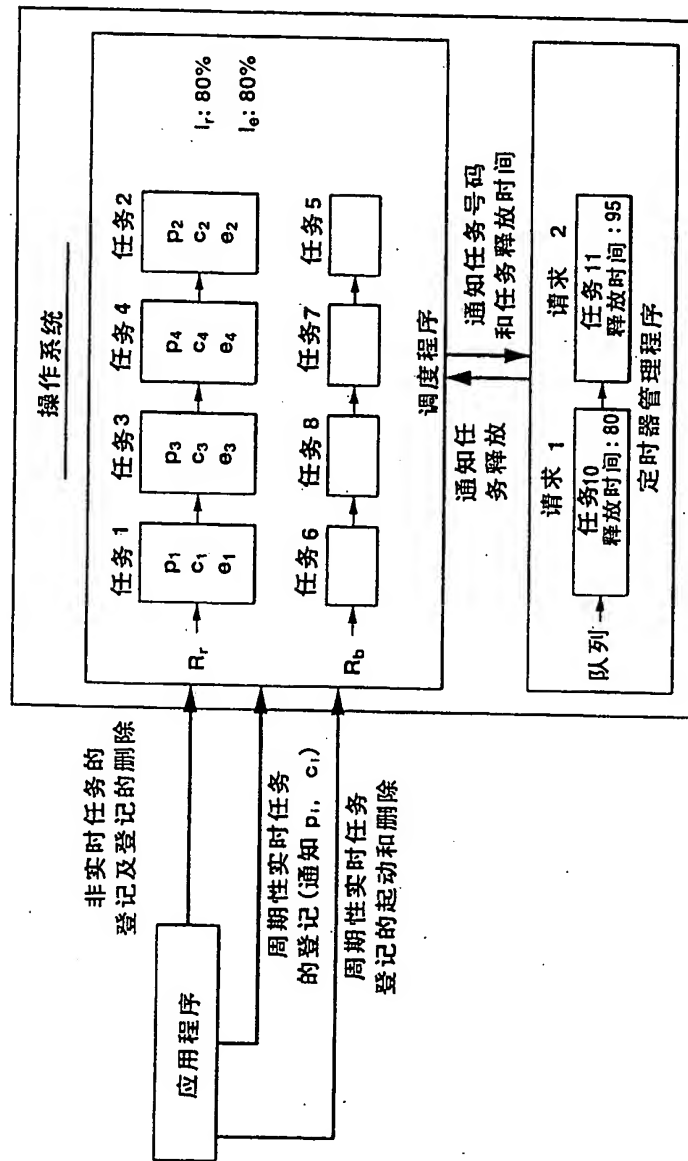 操作系统
任务1
p₁
c₁
e₁
任务3
p₃
c₃
e₃
任务4
p₄
c₄
e₄
任务2
p₂
c₂
e₂
Iᵣ: 80%
Iₑ: 80%
Rᵣ
任务6
任务8
任务7
任务5
R_b
调度程序
通知任
务释放
通知任务号码
和任务释放时间
请求 1
请求 2
队列
任务10
释放时间:80
任务11
释放时间:95
定时器管理程序
应用程序
非实时任务的
登记及登记的删除
周期性实时任务
的登记(通知 pᵢ, cᵢ)
周期性实时任务
登记的起动和删除